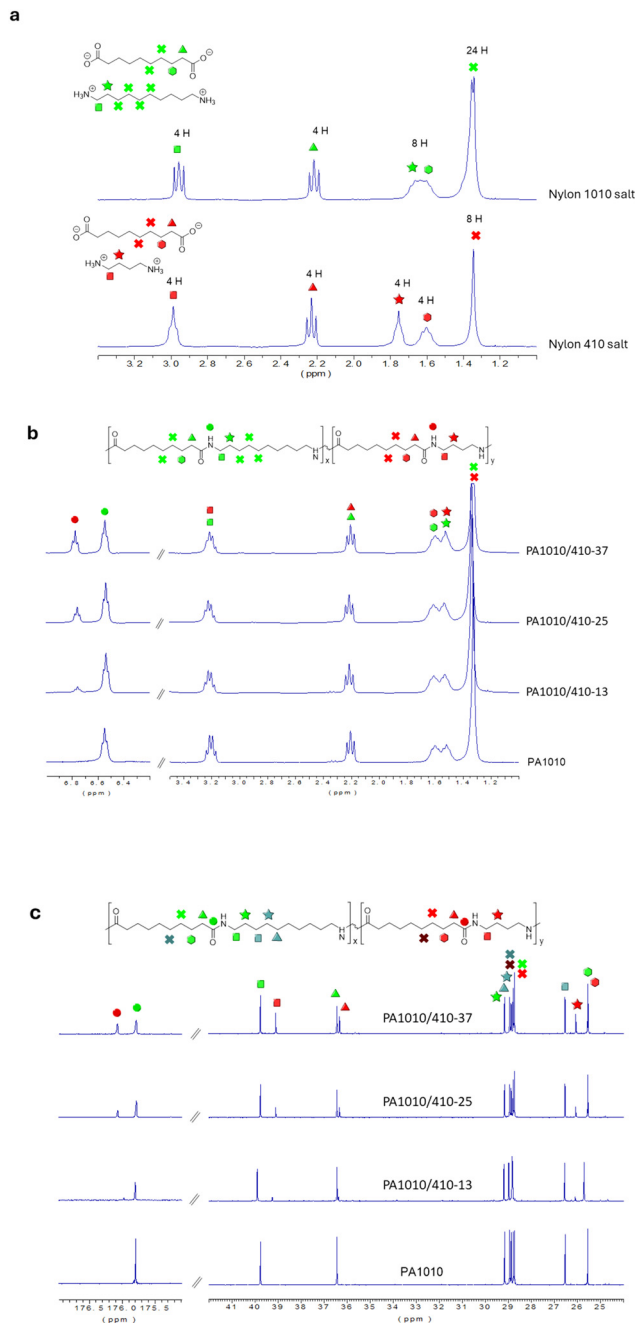 a
24 H
4 H
4 H
8 H
Nylon 1010 salt
8 H
4 H
4 H
4 H
4 H
Nylon 410 salt
3.0 2.8 2.6 2.4 2.2 2.0 1.8 1.6 1.4 1.2
(ppm)
b
PA1010/410-37
PA1010/410-25
PA1010/410-13
PA1010
6.8 6.4 3.4 3.2 3.0 2.8 2.6 2.4 2.2 2.0 1.8 1.6 1.4 1.2 1.0
(ppm) (ppm)
c
PA1010/410-37
PA1010/410-25
PA1010/410-13
PA1010
176.5 176.0 175.5 41 40 39 38 37 36 35 34 33 32 31 30 29 28 27 26 25
(ppm) (ppm)